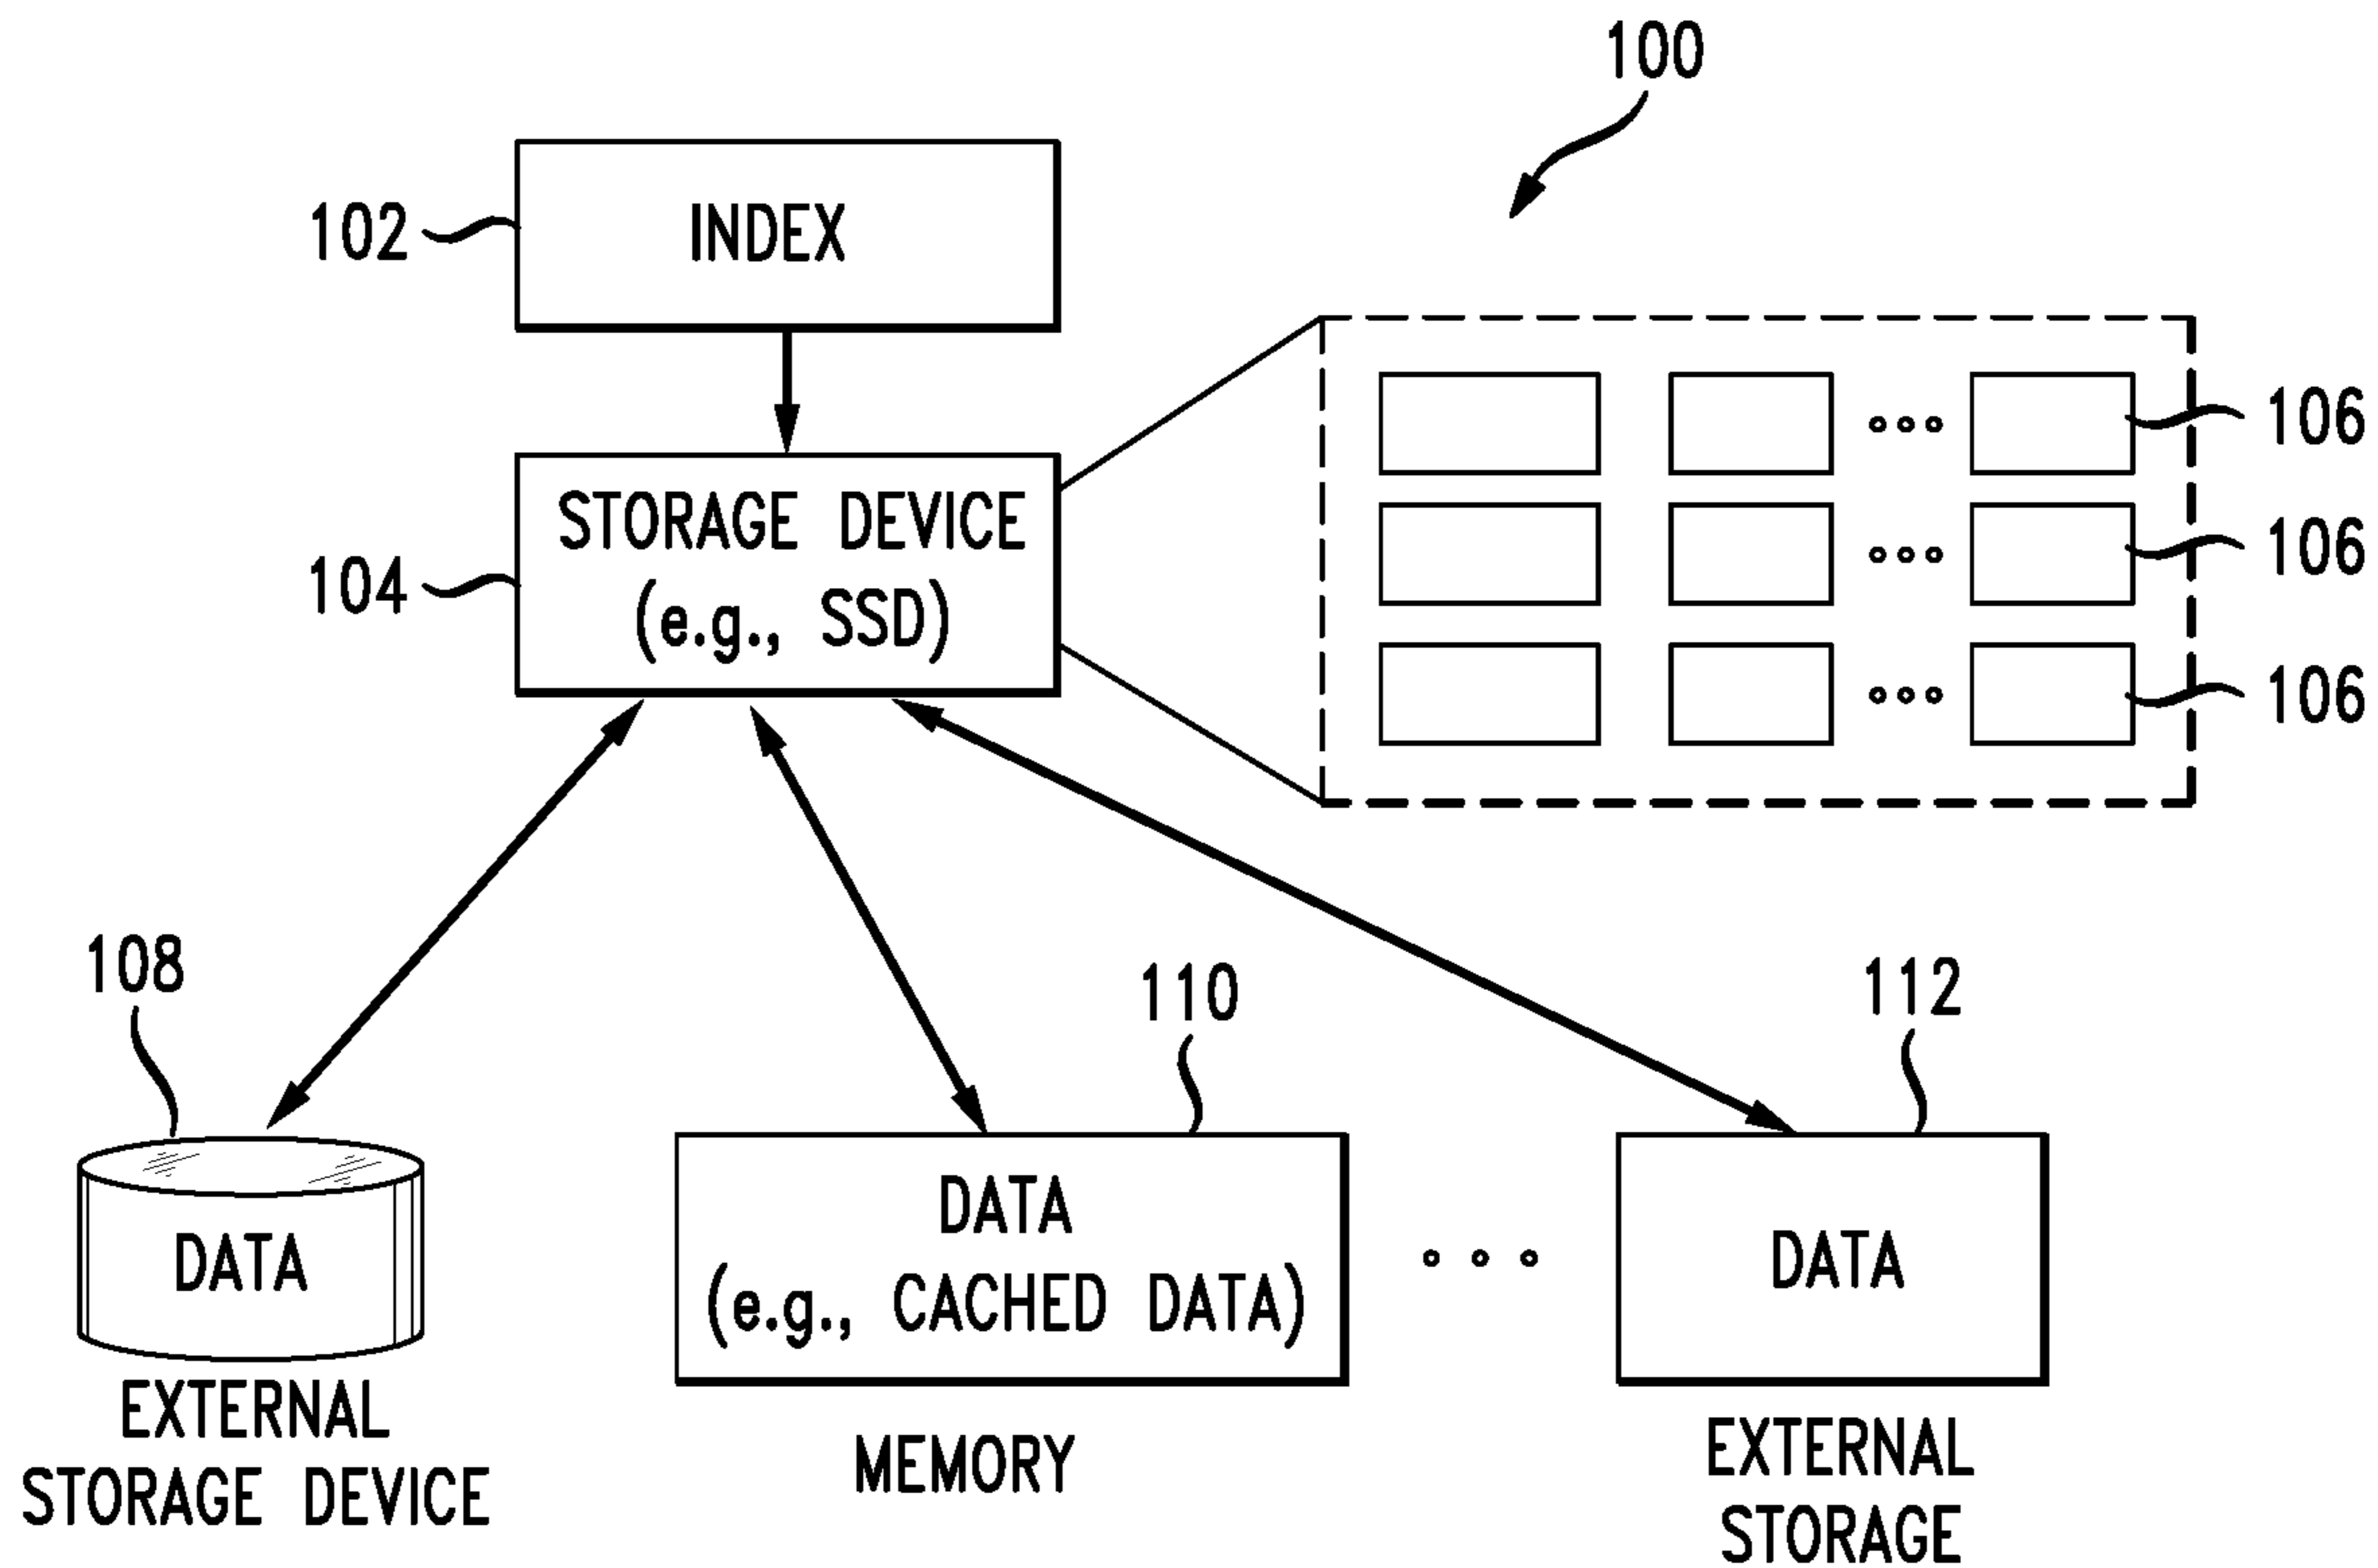 100
102
INDEX
106
STORAGE DEVICE
106
104
(e.g., SSD)
106
108
110
112
DATA
DATA
DATA
(e.g., CACHED DATA)
EXTERNAL
STORAGE DEVICE
MEMORY
EXTERNAL
STORAGE